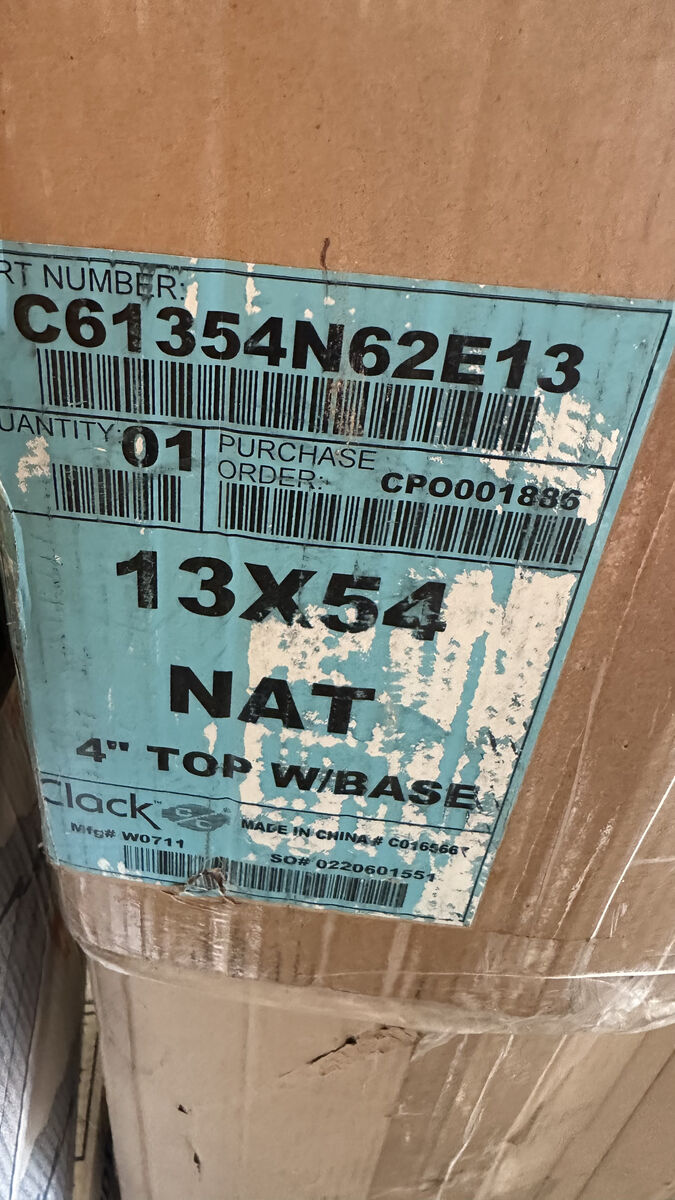 RT NUMBER:
C61354N62E13
UANTITY: 01
PURCHASE
ORDER: CPO001886
13X54
NAT
4" TOP W/BASE
Clack
Mfg# W0711
MADE IN CHINA # C016566
SO# 0220601551